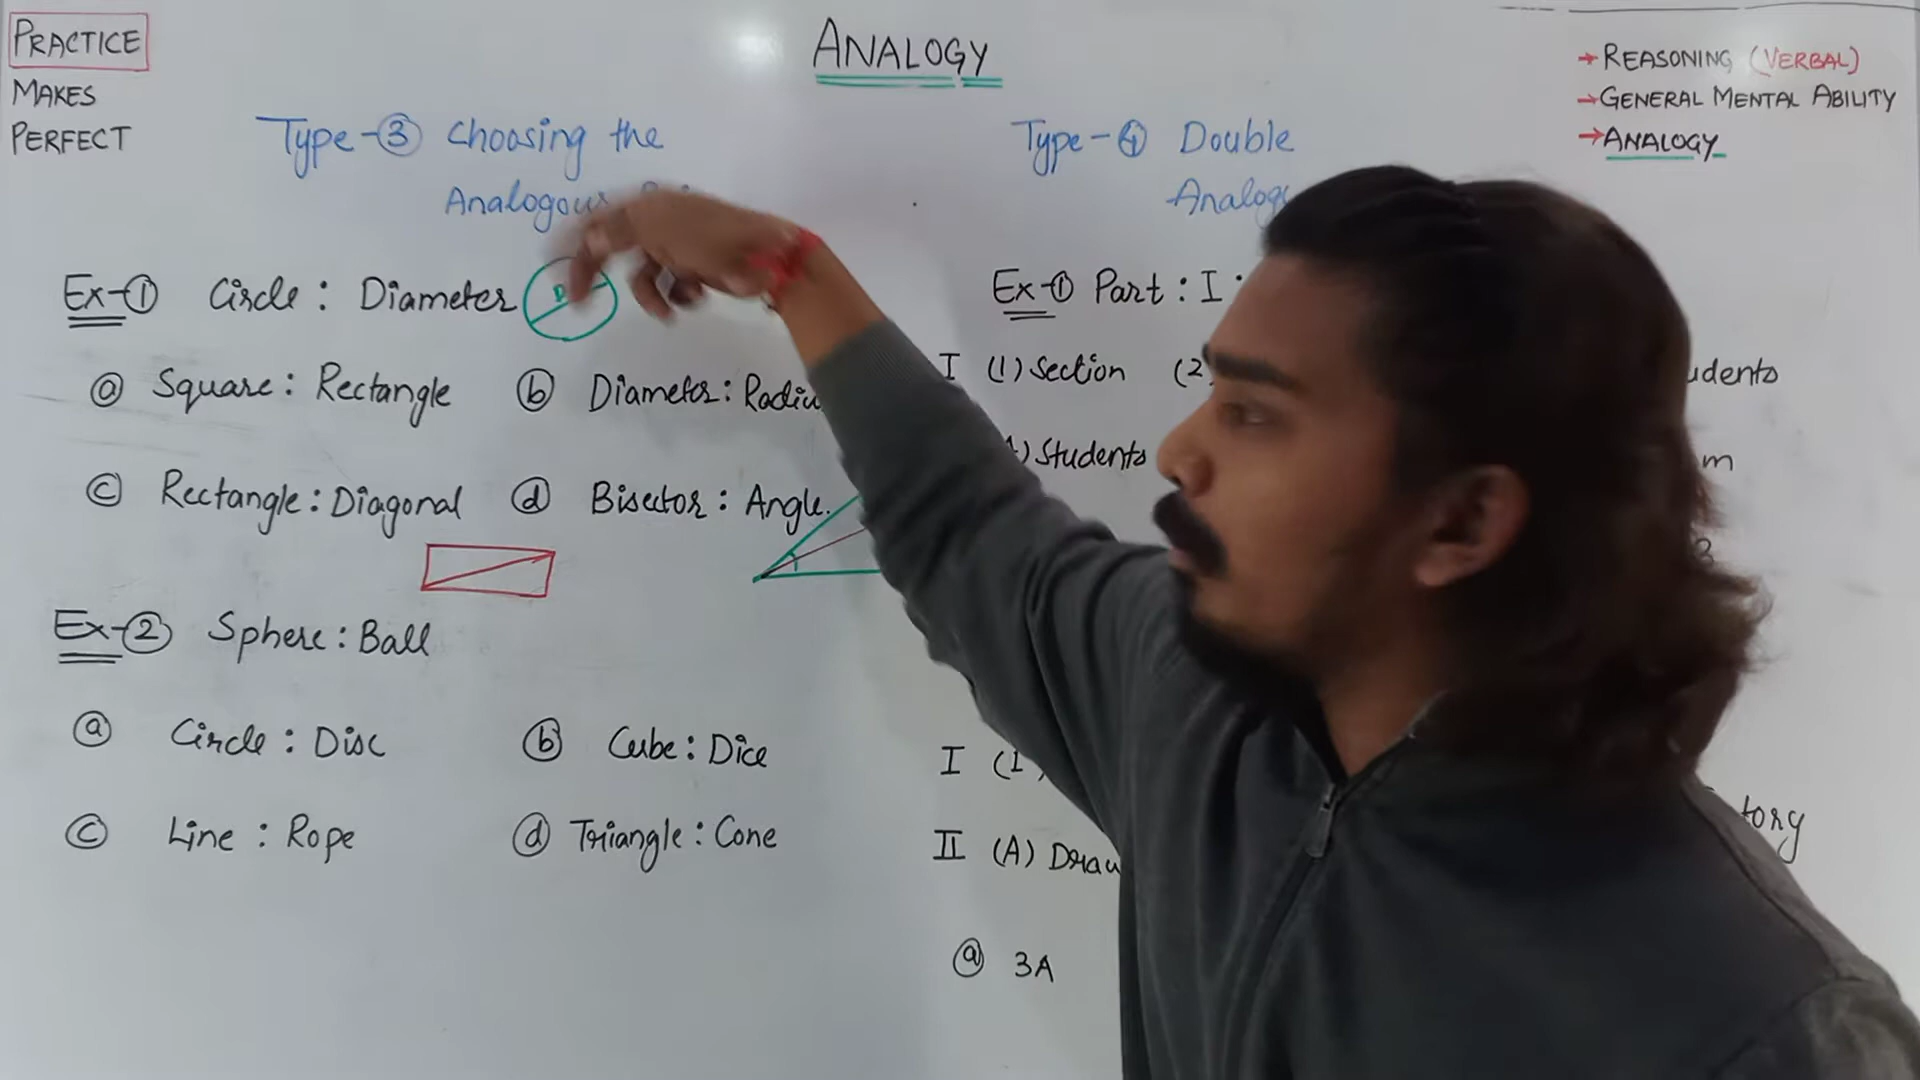 PRACTICE
MAKES
PERFECT
ANALOGY
→ REASONING (VERBAL)
→ GENERAL MENTAL ABILITY
→ ANALOGY
Type-③ Choosing the
Analogous
Ex-① Circle : Diameter
D
ⓐ Square : Rectangle ⓑ Diameter : Radiu
ⓒ Rectangle : Diagonal ⓓ Bisector : Angle.
Ex-② Sphere : Ball
ⓐ Circle : Disc ⓑ Cube : Dice
ⓒ Line : Rope ⓓ Triangle : Cone
Type-④ Double
Analog
Ex-① Part : I :
I (1) Section (2) udents
A) Students m
3
I (1)
tory
II (A) Draw
ⓐ 3A